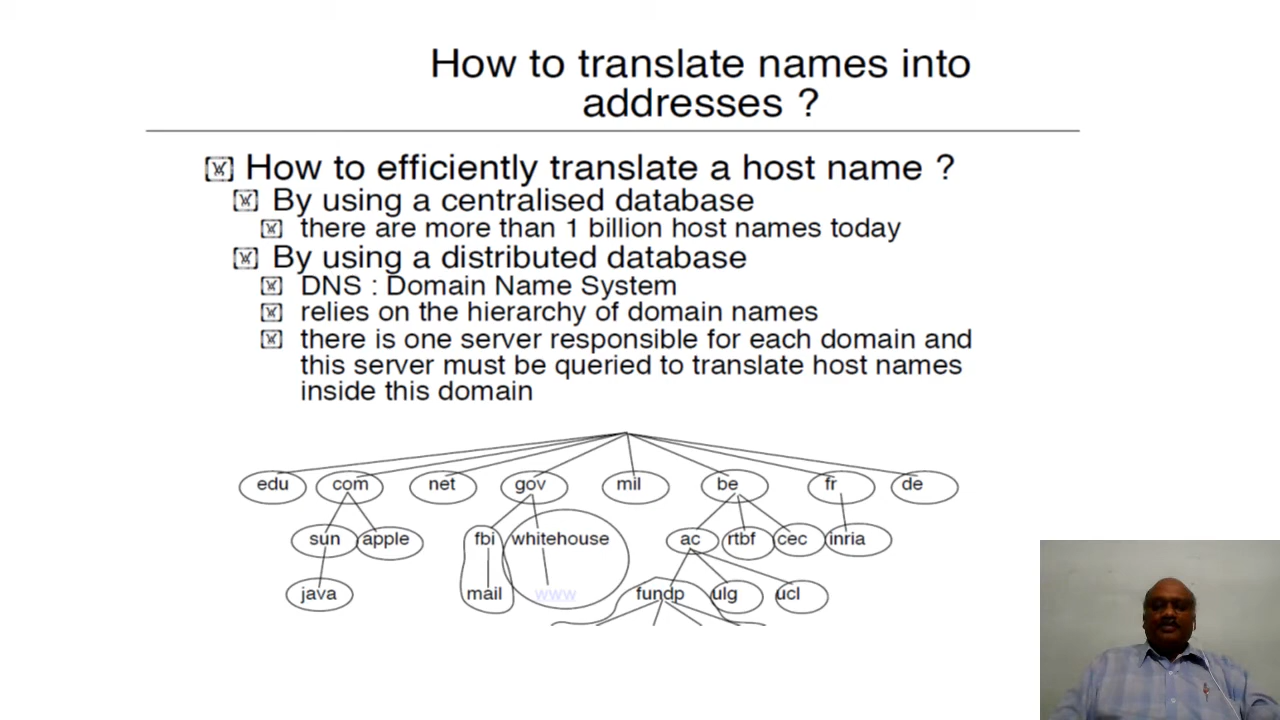 How to translate names into
addresses ?
How to efficiently translate a host name ?
By using a centralised database
there are more than 1 billion host names today
By using a distributed database
DNS : Domain Name System
relies on the hierarchy of domain names
there is one server responsible for each domain and
this server must be queried to translate host names
inside this domain
edu com net gov mil be fr de
sun apple fbi whitehouse ac rtbf cec inria
java mail www fundp ulg ucl